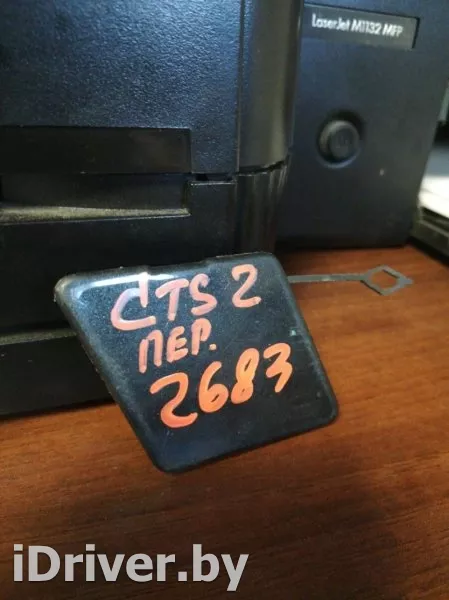 LaserJet M1132 MFP
CTS 2
ПЕР.
2683
iDriver.by